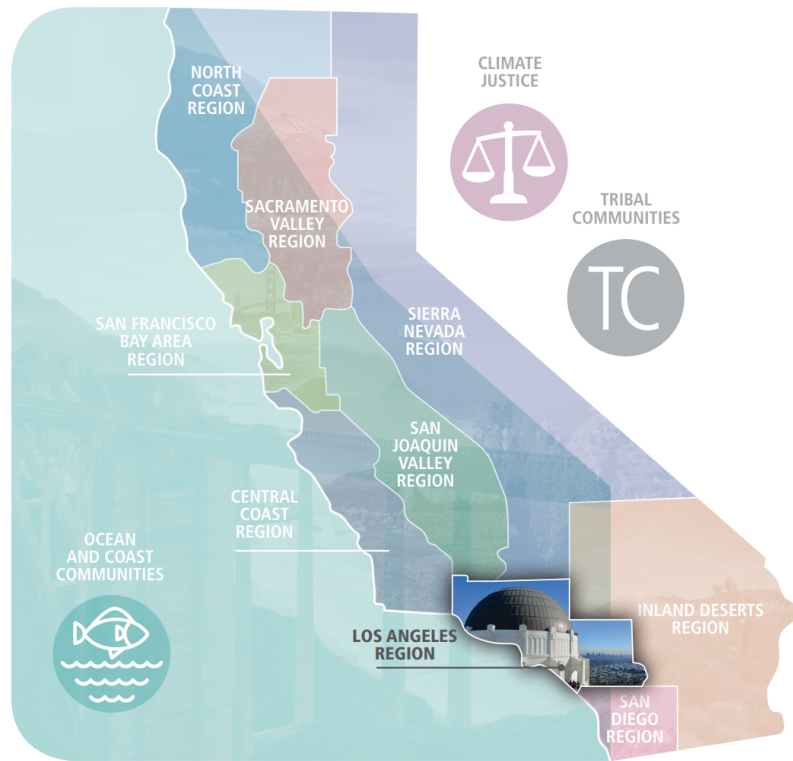 CLIMATE
JUSTICE
NORTH
COAST
REGION
TRIBAL
COMMUNITIES
TC
SACRAMENTO
VALLEY
REGION
SIERRA
NEVADA
REGION
SAN FRANCISCO
BAY AREA
REGION
SAN
JOAQUIN
VALLEY
REGION
CENTRAL
COAST
REGION
OCEAN
AND COAST
COMMUNITIES
INLAND DESERTS
REGION
LOS ANGELES
REGION
SAN
DIEGO
REGION